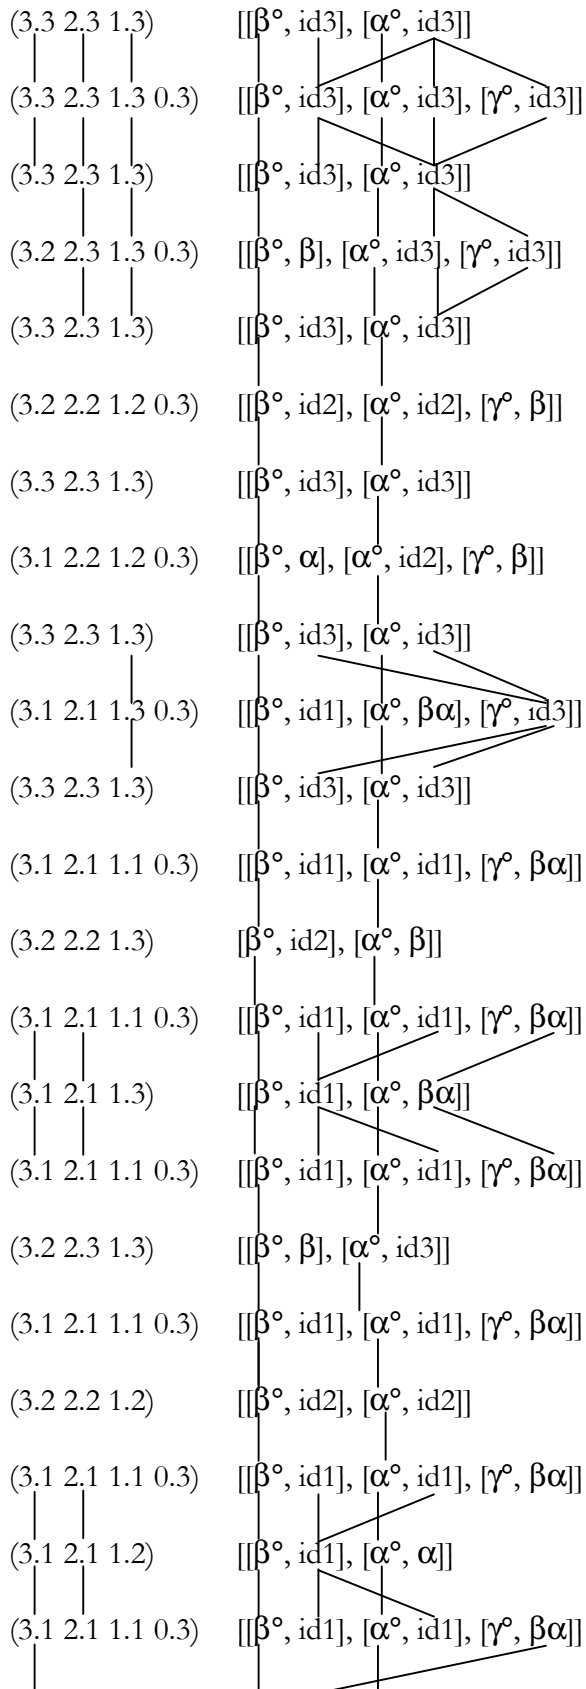 (3.3 2.3 1.3) [[β°, id3], [α°, id3]]
(3.3 2.3 1.3 0.3) [[β°, id3], [α°, id3], [γ°, id3]]
(3.3 2.3 1.3) [[β°, id3], [α°, id3]]
(3.2 2.3 1.3 0.3) [[β°, β], [α°, id3], [γ°, id3]]
(3.3 2.3 1.3) [[β°, id3], [α°, id3]]
(3.2 2.2 1.2 0.3) [[β°, id2], [α°, id2], [γ°, β]]
(3.3 2.3 1.3) [[β°, id3], [α°, id3]]
(3.1 2.2 1.2 0.3) [[β°, α], [α°, id2], [γ°, β]]
(3.3 2.3 1.3) [[β°, id3], [α°, id3]]
(3.1 2.1 1.3 0.3) [[β°, id1], [α°, βα], [γ°, id3]
(3.3 2.3 1.3) [[β°, id3], [α°, id3]]
(3.1 2.1 1.1 0.3) [[β°, id1], [α°, id1], [γ°, βα]]
(3.2 2.2 1.3) [β°, id2], [α°, β]]
(3.1 2.1 1.1 0.3) [[β°, id1], [α°, id1], [γ°, βα]]
(3.1 2.1 1.3) [[β°, id1], [α°, βα]]
(3.1 2.1 1.1 0.3) [[β°, id1], [α°, id1], [γ°, βα]]
(3.2 2.3 1.3) [[β°, β], [α°, id3]]
(3.1 2.1 1.1 0.3) [[β°, id1], [α°, id1], [γ°, βα]]
(3.2 2.2 1.2) [[β°, id2], [α°, id2]]
(3.1 2.1 1.1 0.3) [[β°, id1], [α°, id1], [γ°, βα]]
(3.1 2.1 1.2) [[β°, id1], [α°, α]]
(3.1 2.1 1.1 0.3) [[β°, id1], [α°, id1], [γ°, βα]]